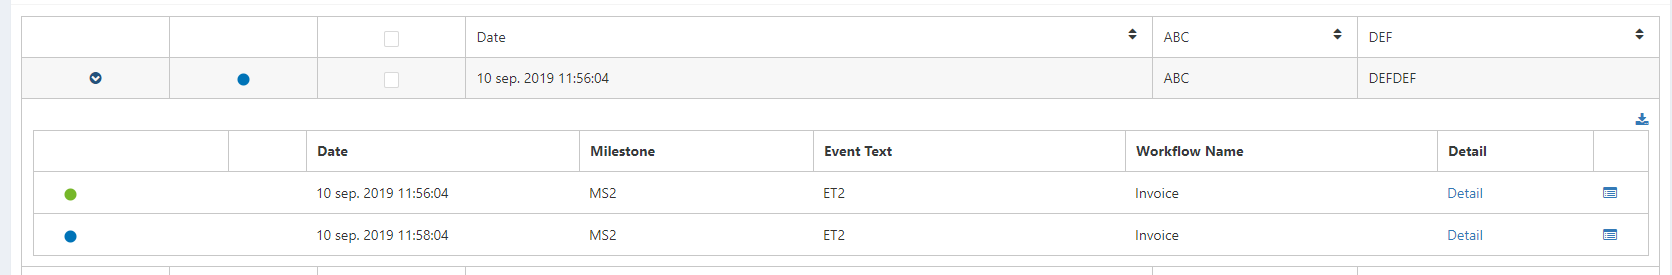 Date ABC DEF
10 sep. 2019 11:56:04 ABC DEFDEF
Date Milestone Event Text Workflow Name Detail
10 sep. 2019 11:56:04 MS2 ET2 Invoice Detail
10 sep. 2019 11:58:04 MS2 ET2 Invoice Detail